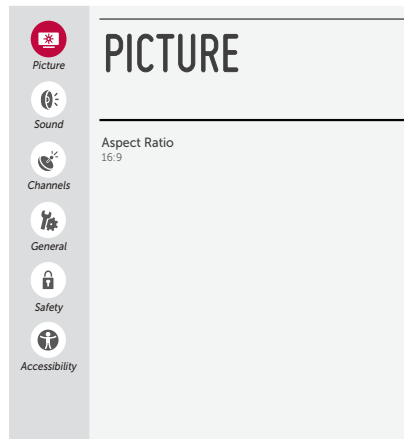 Picture
Sound
Channels
General
Safety
Accessibility
PICTURE
Aspect Ratio
16:9